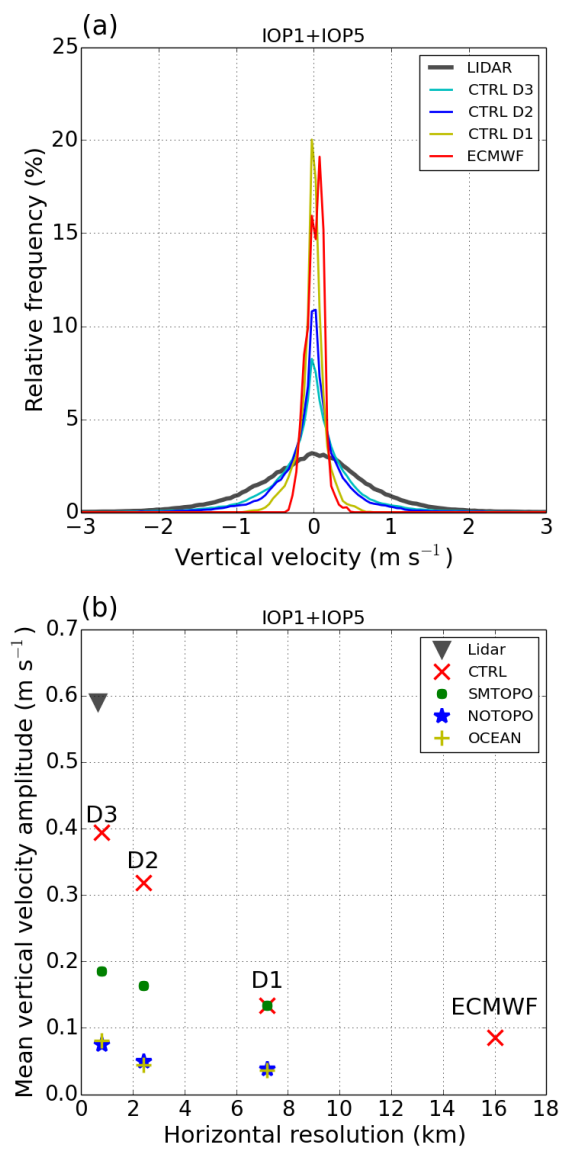 (a)
IOP1+IOP5
Relative frequency (%)
25
20
15
10
5
0
LIDAR
CTRL D3
CTRL D2
CTRL D1
ECMWF
−3 −2 −1 0 1 2 3
Vertical velocity (m s⁻¹)
(b)
IOP1+IOP5
Mean vertical velocity amplitude (m s⁻¹)
0.7
0.6
0.5
0.4
0.3
0.2
0.1
0.0
Lidar
CTRL
SMTOPO
NOTOPO
OCEAN
D3
D2
D1
ECMWF
0 2 4 6 8 10 12 14 16 18
Horizontal resolution (km)